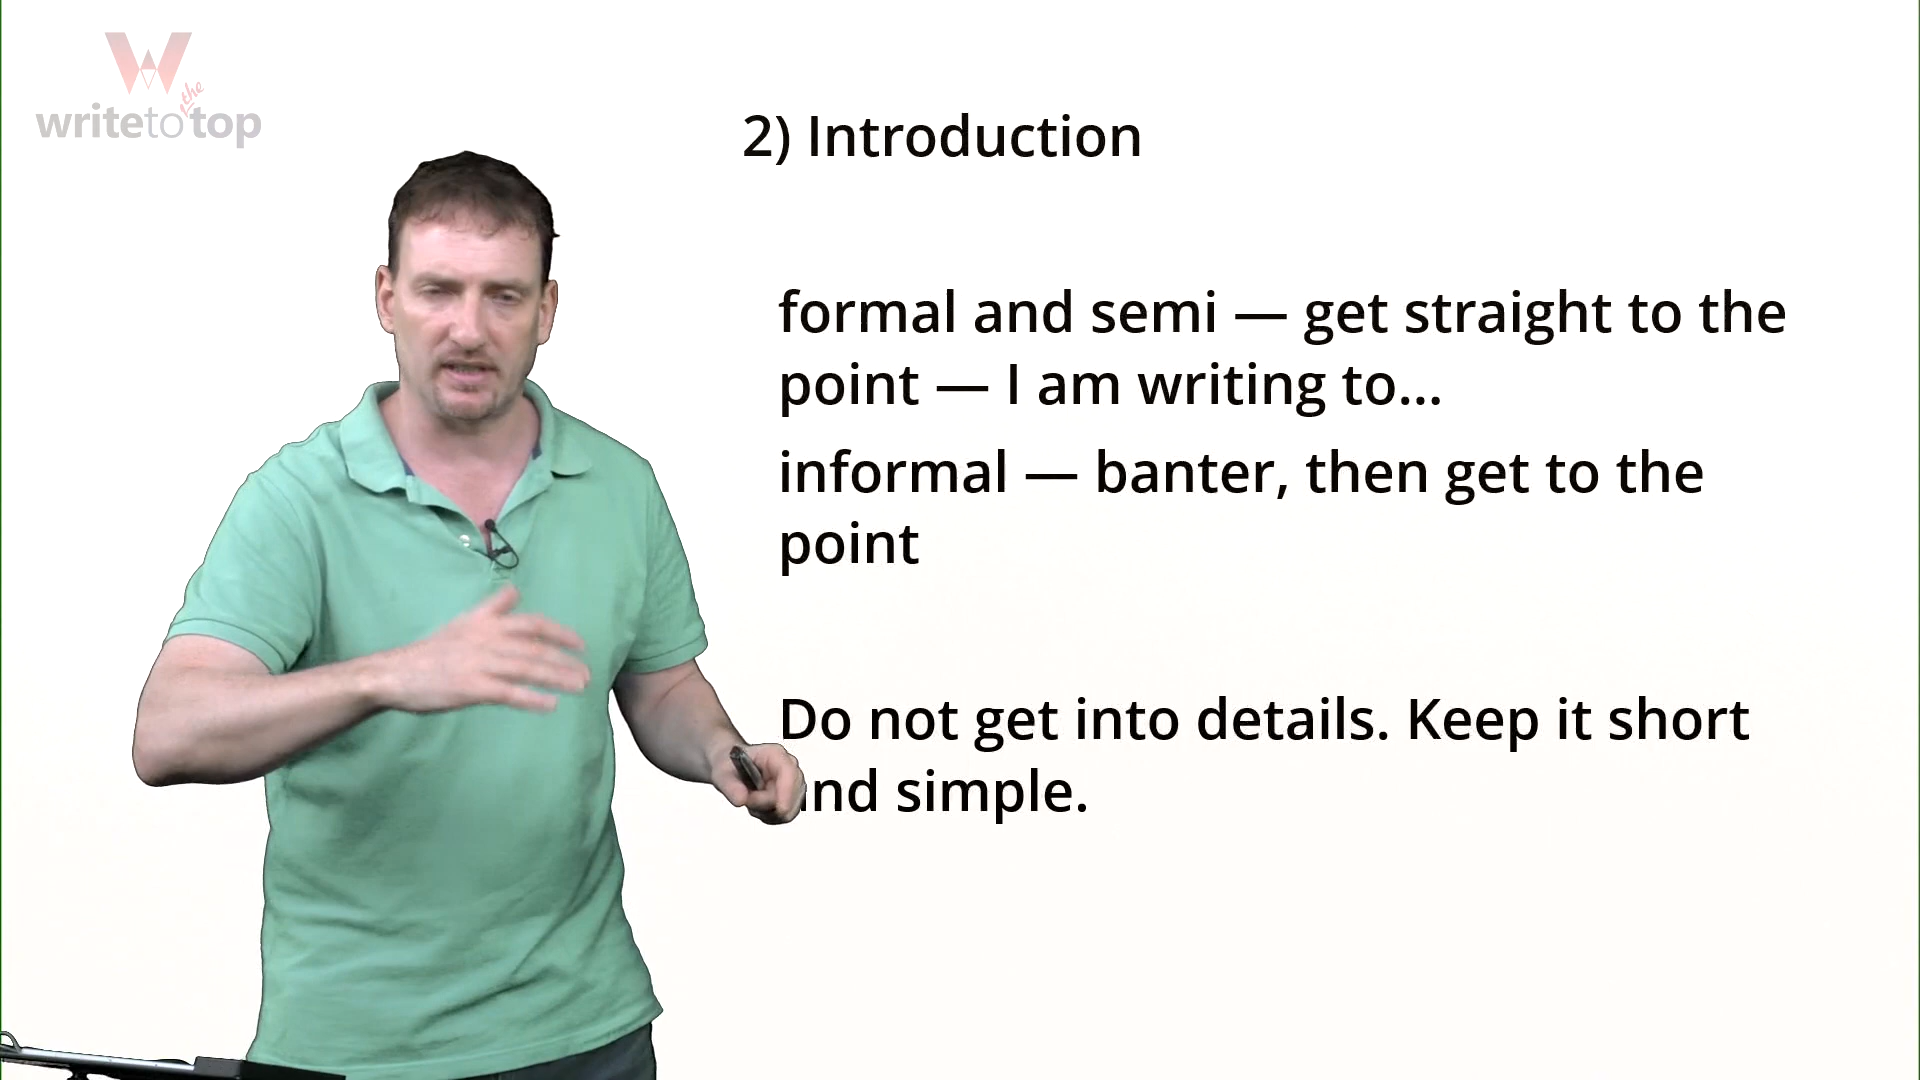 writetothetop
2) Introduction
formal and semi — get straight to the
point — I am writing to...
informal — banter, then get to the
point
Do not get into details. Keep it short
simple.